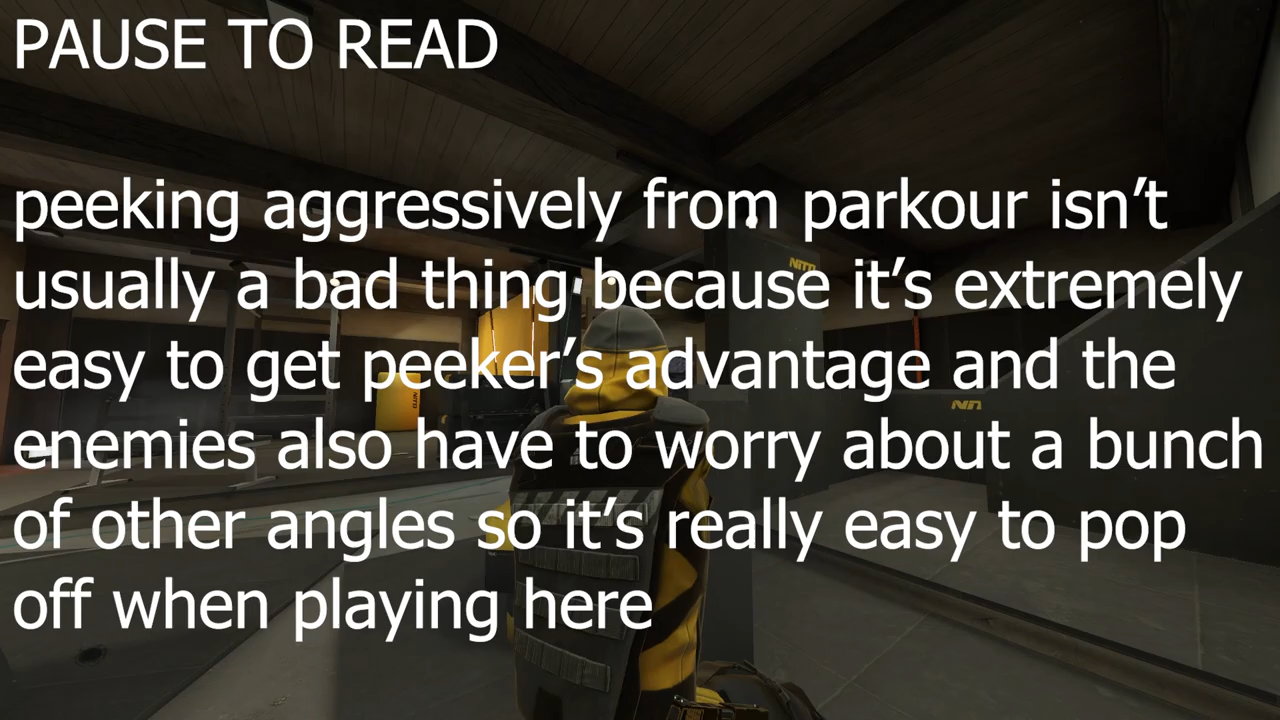 PAUSE TO READ
peeking aggressively from parkour isn't
usually a bad thing because it's extremely
easy to get peeker's advantage and the
enemies also have to worry about a bunch
of other angles so it's really easy to pop
off when playing here